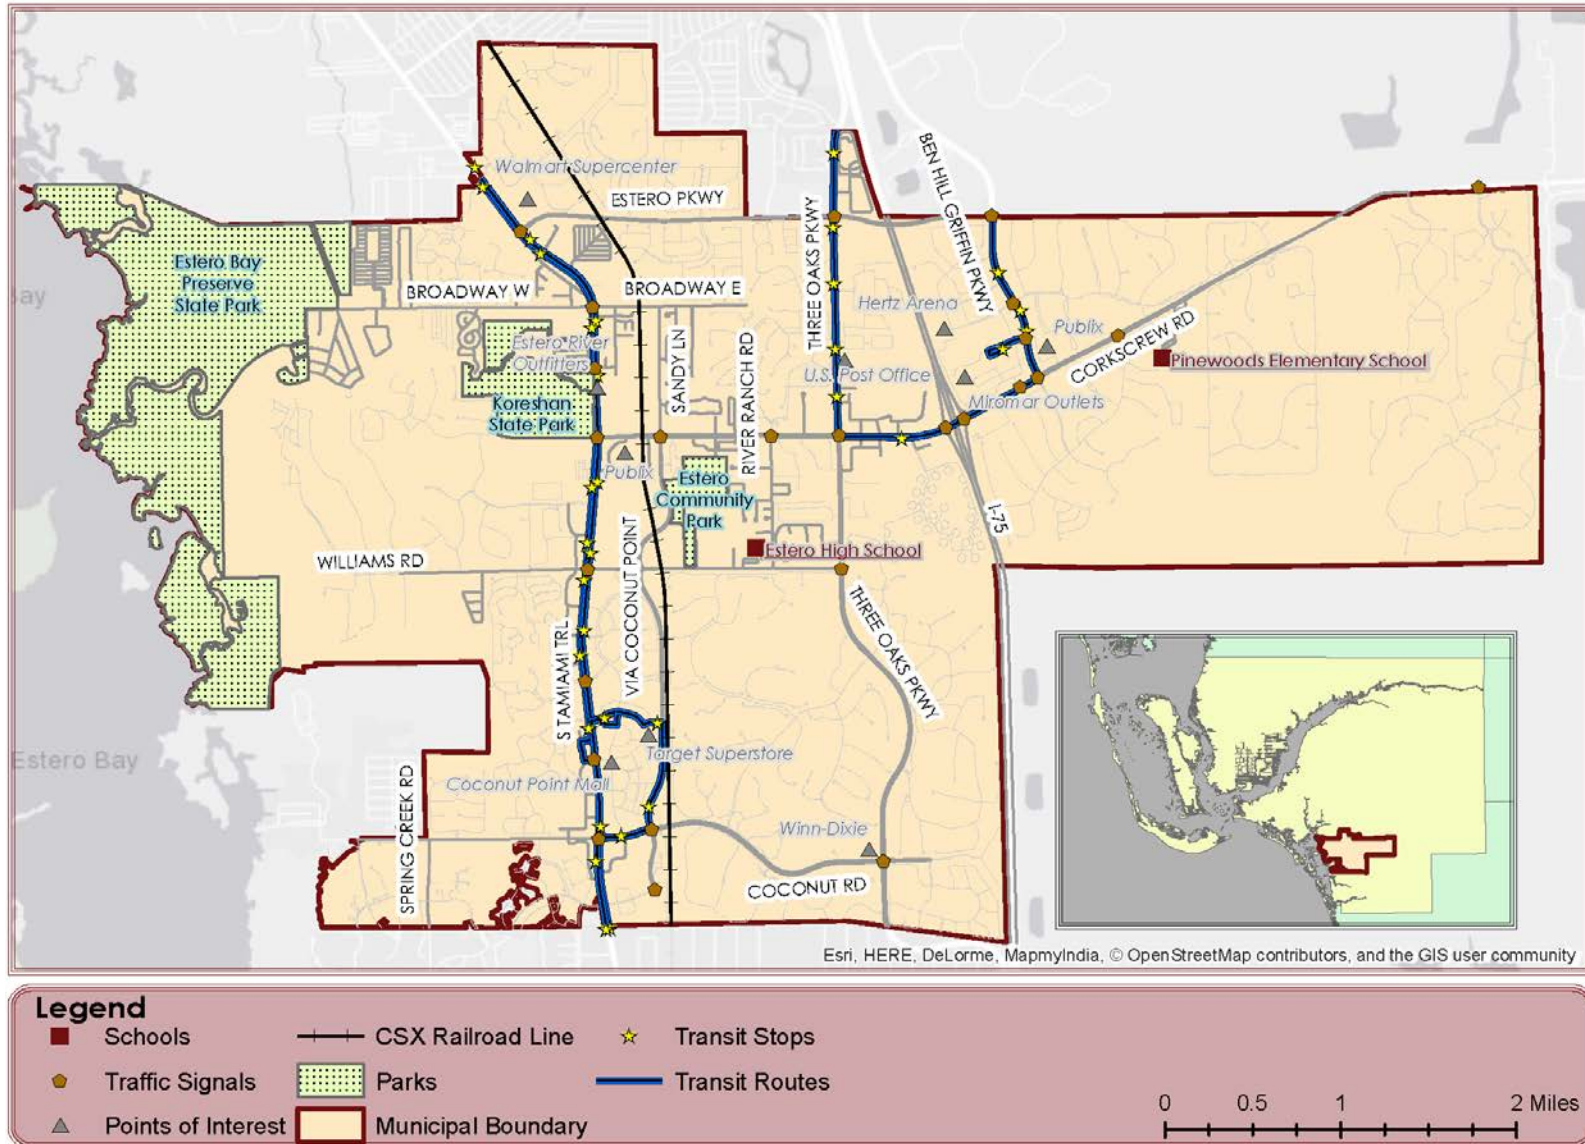 Walmart Supercenter
ESTERO PKWY
BEN HILL GRIFFIN PKWY
THREE OAKS PKWY
Estero Bay
Preserve
State Park
Bay
BROADWAY W
BROADWAY E
Hertz Arena
Publix
CORKSCREW RD
Pinewoods Elementary School
Estero River
Outfitters
SANDY LN
RIVER RANCH RD
U.S. Post Office
Miromar Outlets
Koreshan
State Park
Publix
Estero
Community
Park
I-75
Estero High School
WILLIAMS RD
VIA COCONUT POINT
THREE OAKS PKWY
S TAMIAMI TRL
Estero Bay
Target Superstore
Coconut Point Mall
SPRING CREEK RD
Winn-Dixie
COCONUT RD
Esri, HERE, DeLorme, MapmyIndia, © OpenStreetMap contributors, and the GIS user community
Legend
Schools
CSX Railroad Line
Transit Stops
Traffic Signals
Parks
Transit Routes
Points of Interest
Municipal Boundary
0 0.5 1 2 Miles